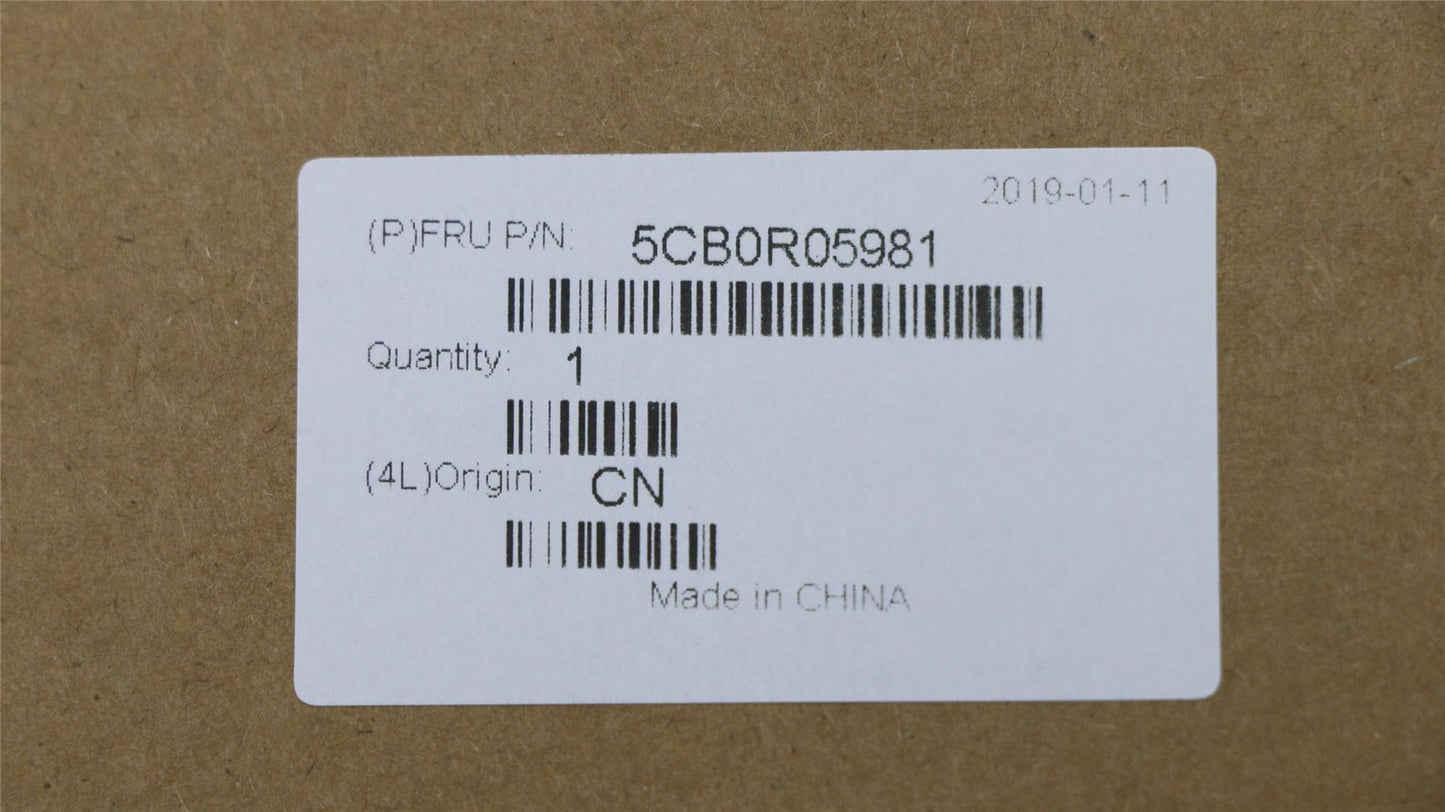 2019-01-11
(P)FRU P/N: 5CB0R05981
Quantity: 1
(4L)Origin: CN
Made in CHINA